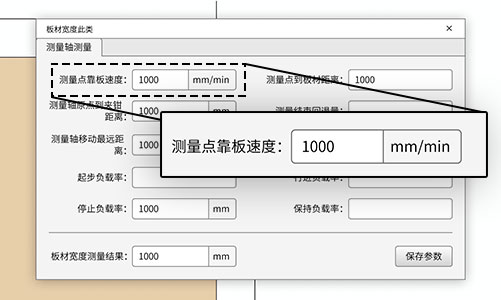 板材宽度此类
测量轴测量
测量点靠板速度： 1000 mm/min 测量点到板材距离： 1000
测量轴原点到夹钳
距离： 1000
测量结束回退量：
测量轴移动最远距
离： 1000
测量点靠板速度： 1000 mm/min
起步负载率： 行进负载率：
停止负载率： 1000 mm 保持负载率：
板材宽度测量结果： 1000 mm 保存参数